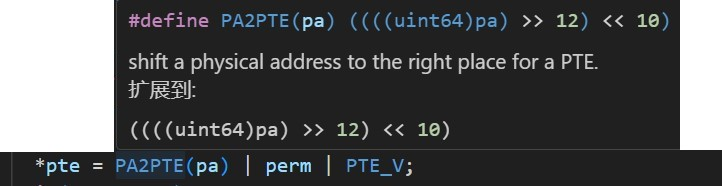 #define PA2PTE(pa) ((((uint64)pa) >> 12) << 10)
shift a physical address to the right place for a PTE.
扩展到:
((((uint64)pa) >> 12) << 10)
*pte = PA2PTE(pa) | perm | PTE_V;